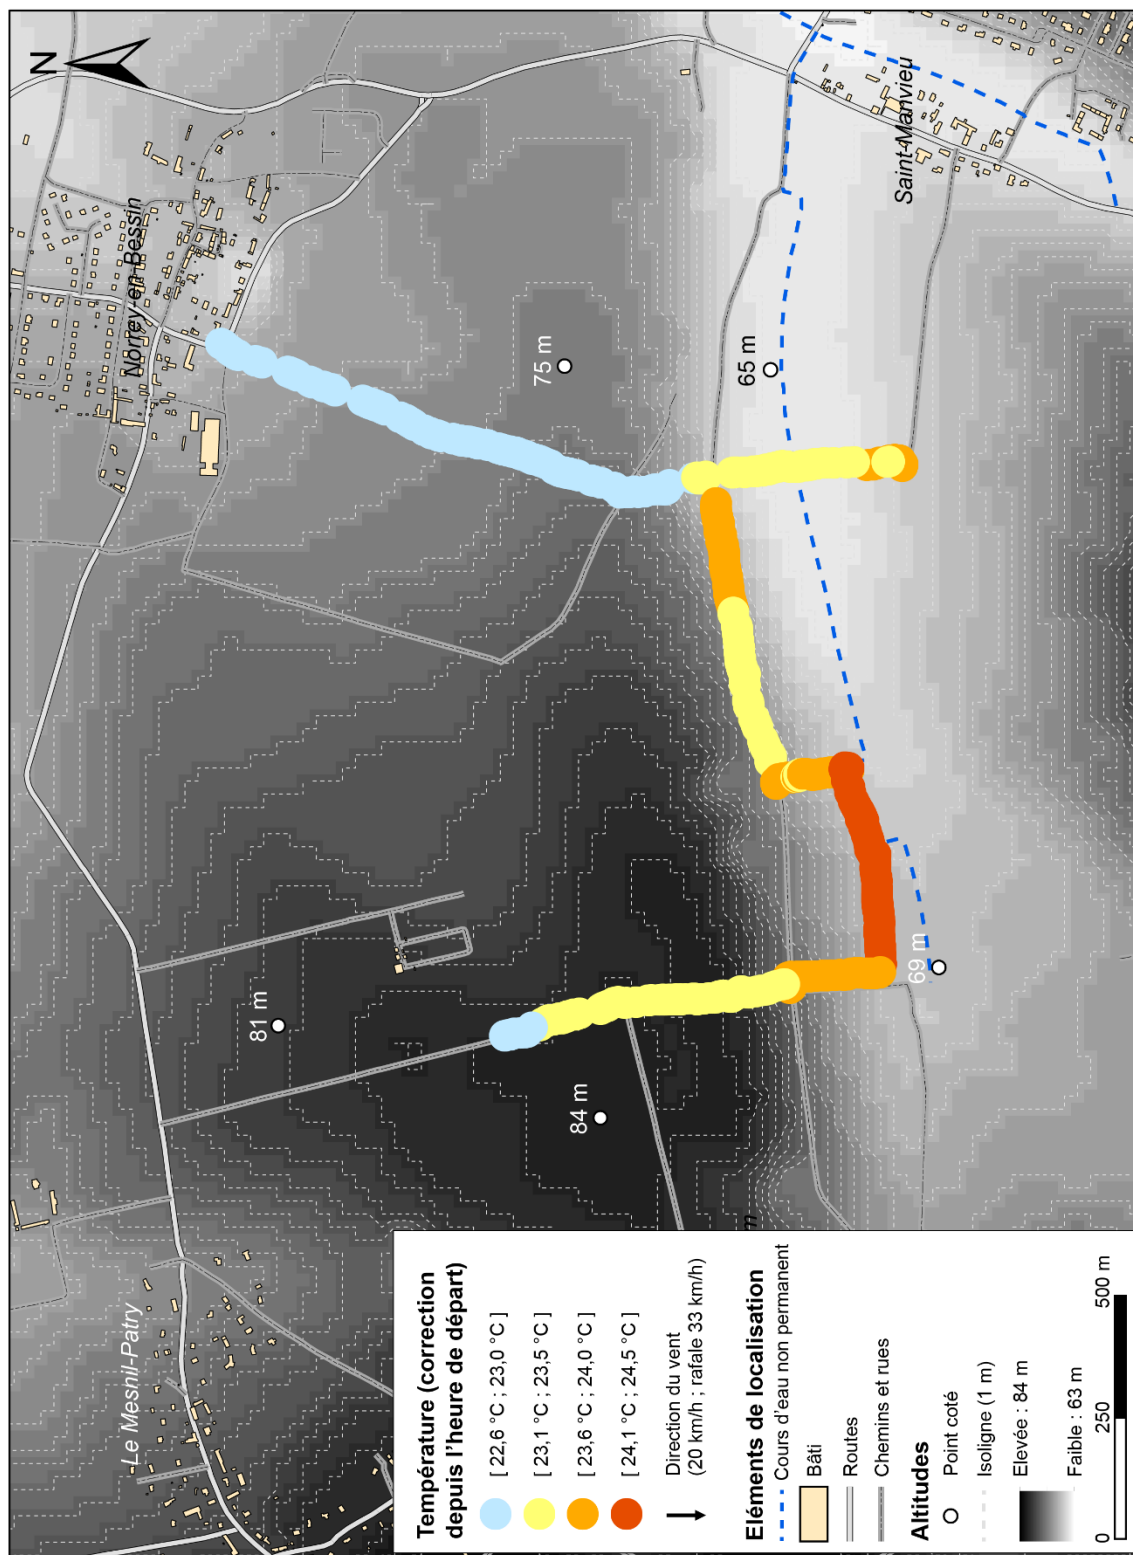 N
Norrey-en-Bessin
Le Mesnil-Patry
Saint-Manvieu
81 m
84 m
75 m
65 m
69 m
m
Température (correction
depuis l'heure de départ)
[ 22,6 °C ; 23,0 °C ]
[ 23,1 °C ; 23,5 °C ]
[ 23,6 °C ; 24,0 °C ]
[ 24,1 °C ; 24,5 °C ]
Direction du vent
(20 km/h ; rafale 33 km/h)
Eléments de localisation
Cours d'eau non permanent
Bâti
Routes
Chemins et rues
Altitudes
Point coté
Isoligne (1 m)
Elevée : 84 m
Faible : 63 m
0 250 500 m